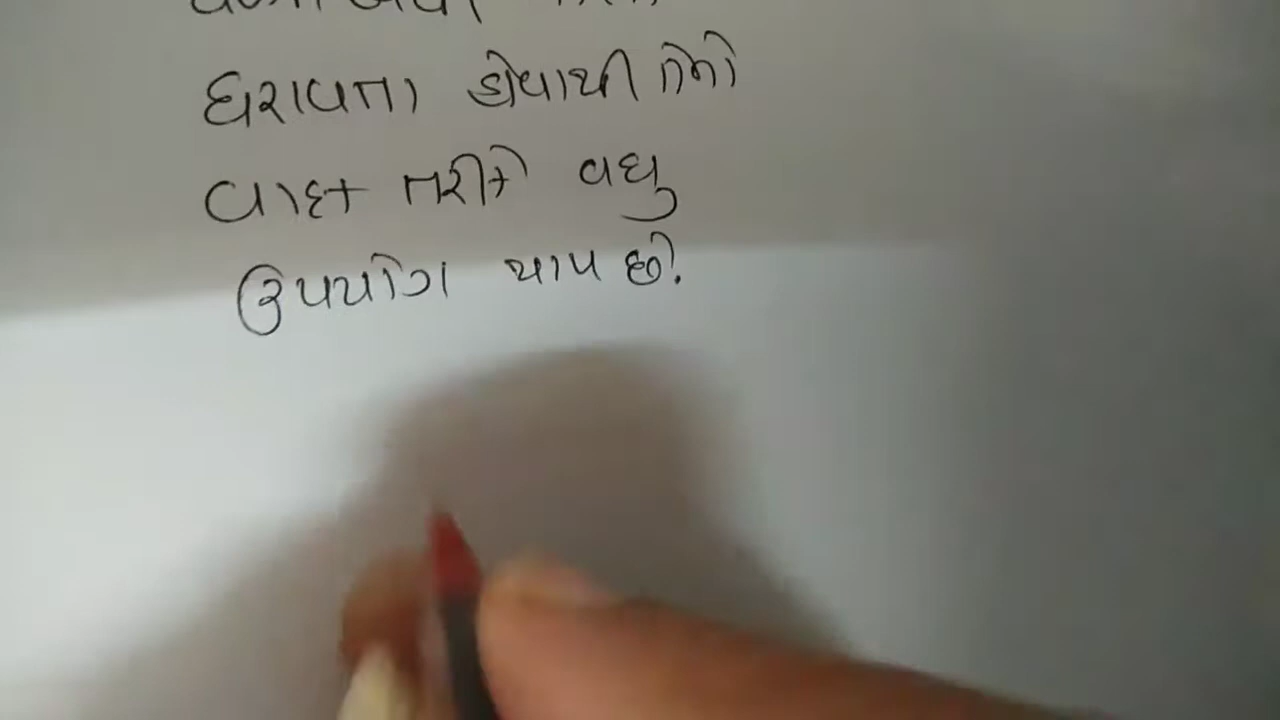 ધરાવતા હોવાથી તેનો
વાહક તરીકે વધુ
ઉપયોગ થાય છે.